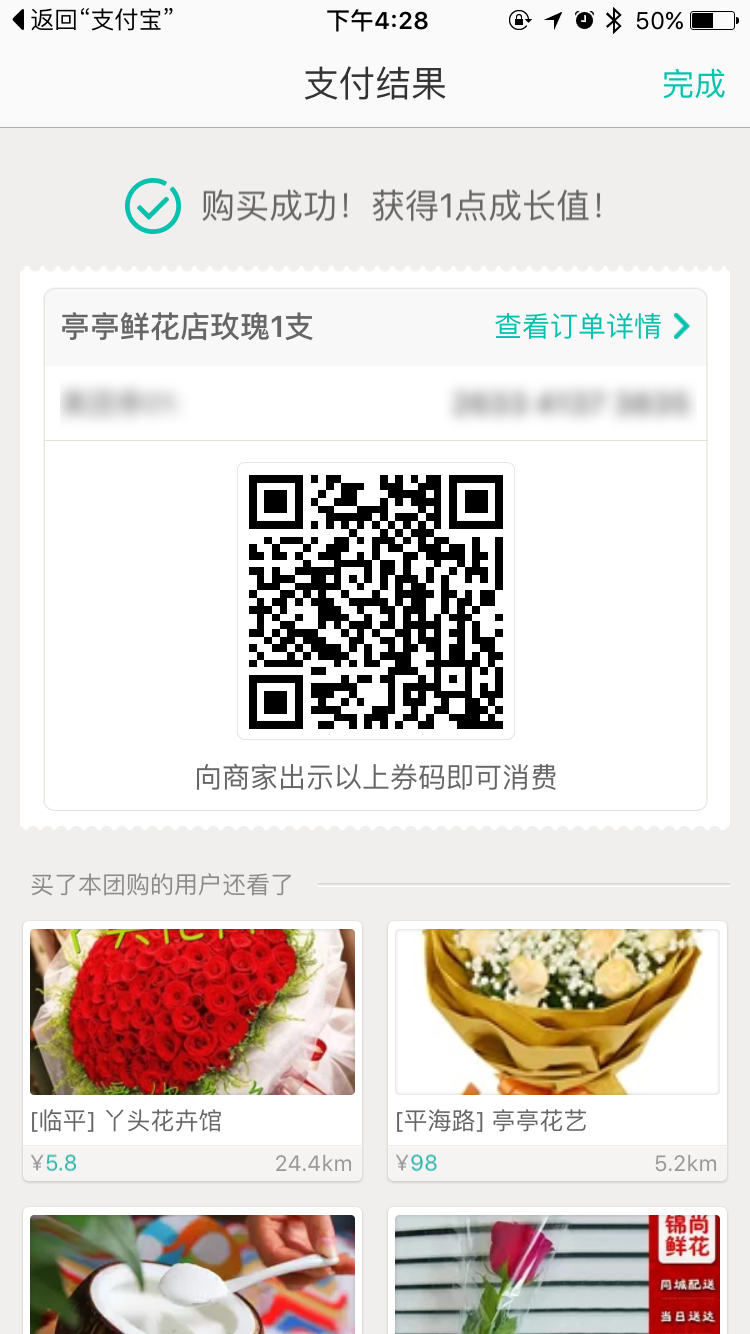 返回“支付宝”
下午4:28
50%
支付结果
完成
购买成功！获得1点成长值！
亭亭鲜花店玫瑰1支
查看订单详情
向商家出示以上券码即可消费
买了本团购的用户还看了
[临平] 丫头花卉馆
¥5.8
24.4km
[平海路] 亭亭花艺
¥98
5.2km
锦尚
鲜花
同城配送
当日送达